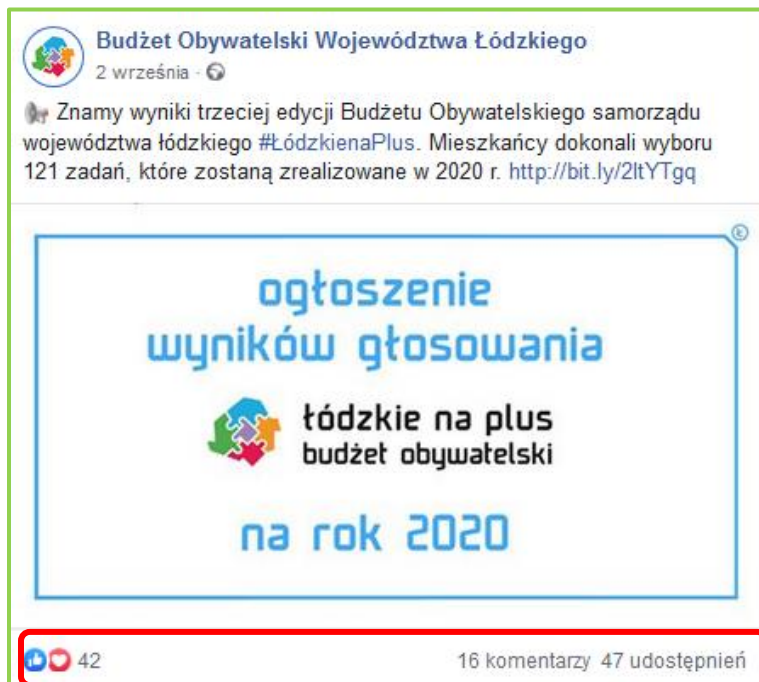 Budżet Obywatelski Województwa Łódzkiego
2 września ·
Znamy wyniki trzeciej edycji Budżetu Obywatelskiego samorządu
województwa łódzkiego #ŁódzkienaPlus. Mieszkańcy dokonali wyboru
121 zadań, które zostaną zrealizowane w 2020 r. http://bit.ly/2ltYTgq
ogłoszenie
wyników głosowania
łódzkie na plus
budżet obywatelski
na rok 2020
42
16 komentarzy 47 udostępnień